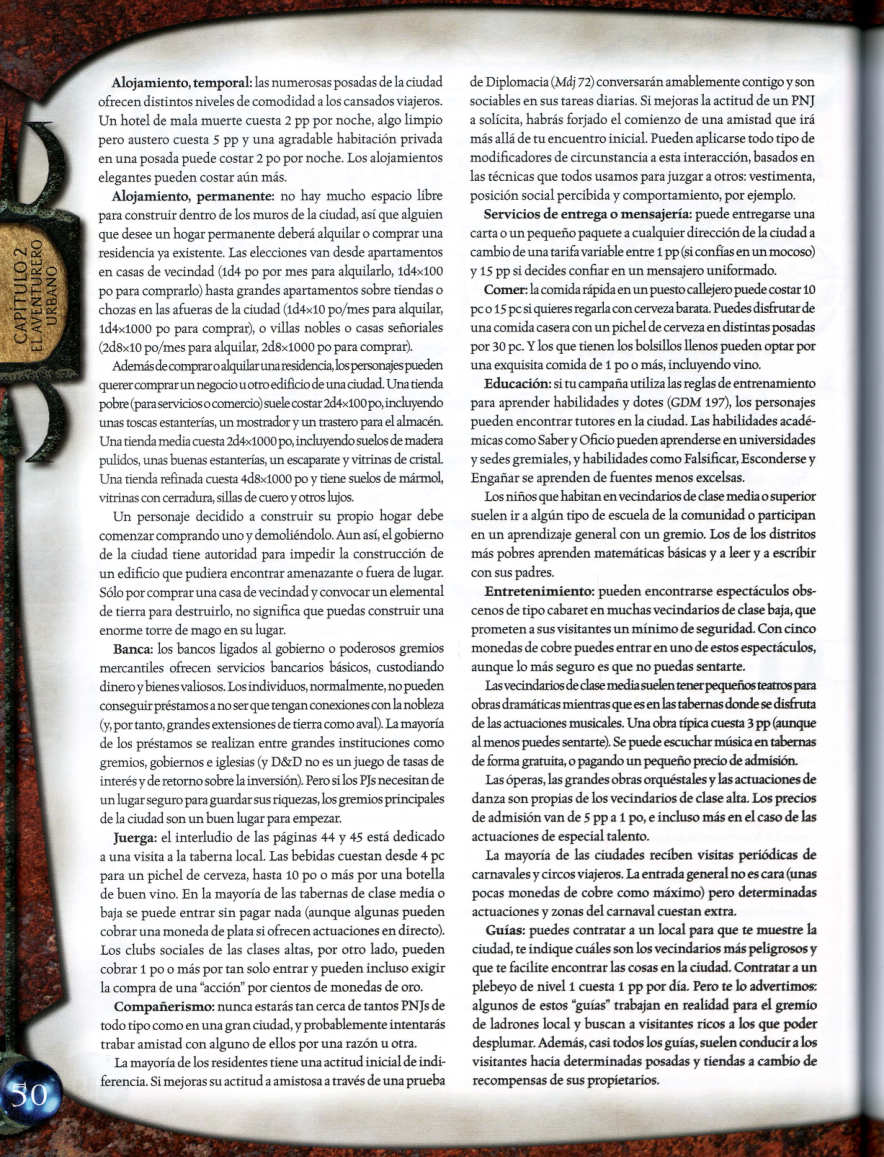 Alojamiento, temporal: las numerosas posadas de la ciudad
ofrecen distintos niveles de comodidad a los cansados viajeros.
Un hotel de mala muerte cuesta 2 pp por noche, algo limpio
pero austero cuesta 5 pp y una agradable habitación privada
en una posada puede costar 2 po por noche. Los alojamientos
elegantes pueden costar aún más.
Alojamiento, permanente: no hay mucho espacio libre
para construir dentro de los muros de la ciudad, así que alguien
que desee un hogar permanente deberá alquilar o comprar una
residencia ya existente. Las elecciones van desde apartamentos
en casas de vecindad (1d4 po por mes para alquilarlo, 1d4×100
po para comprarlo) hasta grandes apartamentos sobre tiendas o
chozas en las afueras de la ciudad (1d4×10 po/mes para alquilar,
1d4×1000 po para comprar), o villas nobles o casas señoriales
(2d8×10 po/mes para alquilar, 2d8×1000 po para comprar).
Además de comprar o alquilar una residencia, los personajes pueden
querer comprar un negocio u otro edificio de una ciudad. Una tienda
pobre (para servicios o comercio) suele costar 2d4×100 po, incluyendo
unas toscas estanterías, un mostrador y un trastero para el almacén.
Una tienda media cuesta 2d4×1000 po, incluyendo suelos de madera
pulidos, unas buenas estanterías, un escaparate y vitrinas de cristal.
Una tienda refinada cuesta 4d8×1000 po y tiene suelos de mármol,
vitrinas con cerradura, sillas de cuero y otros lujos.
Un personaje decidido a construir su propio hogar debe
comenzar comprando uno y demoliéndolo. Aun así, el gobierno
de la ciudad tiene autoridad para impedir la construcción de
un edificio que pudiera encontrar amenazante o fuera de lugar.
Sólo por comprar una casa de vecindad y convocar un elemental
de tierra para destruirlo, no significa que puedas construir una
enorme torre de mago en su lugar.
Banca: los bancos ligados al gobierno o poderosos gremios
mercantiles ofrecen servicios bancarios básicos, custodiando
dinero y bienes valiosos. Los individuos, normalmente, no pueden
conseguir préstamos a no ser que tengan conexiones con la nobleza
(y, por tanto, grandes extensiones de tierra como aval). La mayoría
de los préstamos se realizan entre grandes instituciones como
gremios, gobiernos e iglesias (y D&D no es un juego de tasas de
interés y de retorno sobre la inversión). Pero si los PJs necesitan de
un lugar seguro para guardar sus riquezas, los gremios principales
de la ciudad son un buen lugar para empezar.
Juerga: el interludio de las páginas 44 y 45 está dedicado
a una visita a la taberna local. Las bebidas cuestan desde 4 pc
para un pichel de cerveza, hasta 10 po o más por una botella
de buen vino. En la mayoría de las tabernas de clase media o
baja se puede entrar sin pagar nada (aunque algunas pueden
cobrar una moneda de plata si ofrecen actuaciones en directo).
Los clubs sociales de las clases altas, por otro lado, pueden
cobrar 1 po o más por tan solo entrar y pueden incluso exigir
la compra de una "acción" por cientos de monedas de oro.
Compañerismo: nunca estarás tan cerca de tantos PNJs de
todo tipo como en una gran ciudad, y probablemente intentarás
trabar amistad con alguno de ellos por una razón u otra.
La mayoría de los residentes tiene una actitud inicial de indi-
ferencia. Si mejoras su actitud a amistosa a través de una prueba
de Diplomacia (Mdj 72) conversarán amablemente contigo y son
sociables en sus tareas diarias. Si mejoras la actitud de un PNJ
a solícita, habrás forjado el comienzo de una amistad que irá
más allá de tu encuentro inicial. Pueden aplicarse todo tipo de
modificadores de circunstancia a esta interacción, basados en
las técnicas que todos usamos para juzgar a otros: vestimenta,
posición social percibida y comportamiento, por ejemplo.
Servicios de entrega o mensajería: puede entregarse una
carta o un pequeño paquete a cualquier dirección de la ciudad a
cambio de una tarifa variable entre 1 pp (si confías en un mocoso)
y 15 pp si decides confiar en un mensajero uniformado.
Comer: la comida rápida en un puesto callejero puede costar 10
pc o 15 pc si quieres regarla con cerveza barata. Puedes disfrutar de
una comida casera con un pichel de cerveza en distintas posadas
por 30 pc. Y los que tienen los bolsillos llenos pueden optar por
una exquisita comida de 1 po o más, incluyendo vino.
Educación: si tu campaña utiliza las reglas de entrenamiento
para aprender habilidades y dotes (GDM 197), los personajes
pueden encontrar tutores en la ciudad. Las habilidades acadé-
micas como Saber y Oficio pueden aprenderse en universidades
y sedes gremiales, y habilidades como Falsificar, Esconderse y
Engañar se aprenden de fuentes menos excelsas.
Los niños que habitan en vecindarios de clase media o superior
suelen ir a algún tipo de escuela de la comunidad o participan
en un aprendizaje general con un gremio. Los de los distritos
más pobres aprenden matemáticas básicas y a leer y a escribir
con sus padres.
Entretenimiento: pueden encontrarse espectáculos obs-
cenos de tipo cabaret en muchas vecindarios de clase baja, que
prometen a sus visitantes un mínimo de seguridad. Con cinco
monedas de cobre puedes entrar en uno de estos espectáculos,
aunque lo más seguro es que no puedas sentarte.
Las vecindarios de clase media suelen tener pequeños teatros para
obras dramáticas mientras que es en las tabernas donde se disfruta
de las actuaciones musicales. Una obra típica cuesta 3 pp (aunque
al menos puedes sentarte). Se puede escuchar música en tabernas
de forma gratuita, o pagando un pequeño precio de admisión.
Las óperas, las grandes obras orquéstales y las actuaciones de
danza son propias de los vecindarios de clase alta. Los precios
de admisión van de 5 pp a 1 po, e incluso más en el caso de las
actuaciones de especial talento.
La mayoría de las ciudades reciben visitas periódicas de
carnavales y circos viajeros. La entrada general no es cara (unas
pocas monedas de cobre como máximo) pero determinadas
actuaciones y zonas del carnaval cuestan extra.
Guías: puedes contratar a un local para que te muestre la
ciudad, te indique cuáles son los vecindarios más peligrosos y
que te facilite encontrar las cosas en la ciudad. Contratar a un
plebeyo de nivel 1 cuesta 1 pp por día. Pero te lo advertimos:
algunos de estos "guías" trabajan en realidad para el gremio
de ladrones local y buscan a visitantes ricos a los que poder
desplumar. Además, casi todos los guías, suelen conducir a los
visitantes hacia determinadas posadas y tiendas a cambio de
recompensas de sus propietarios.
CAPÍTULO 2
EL AVENTURERO
URBANO
50